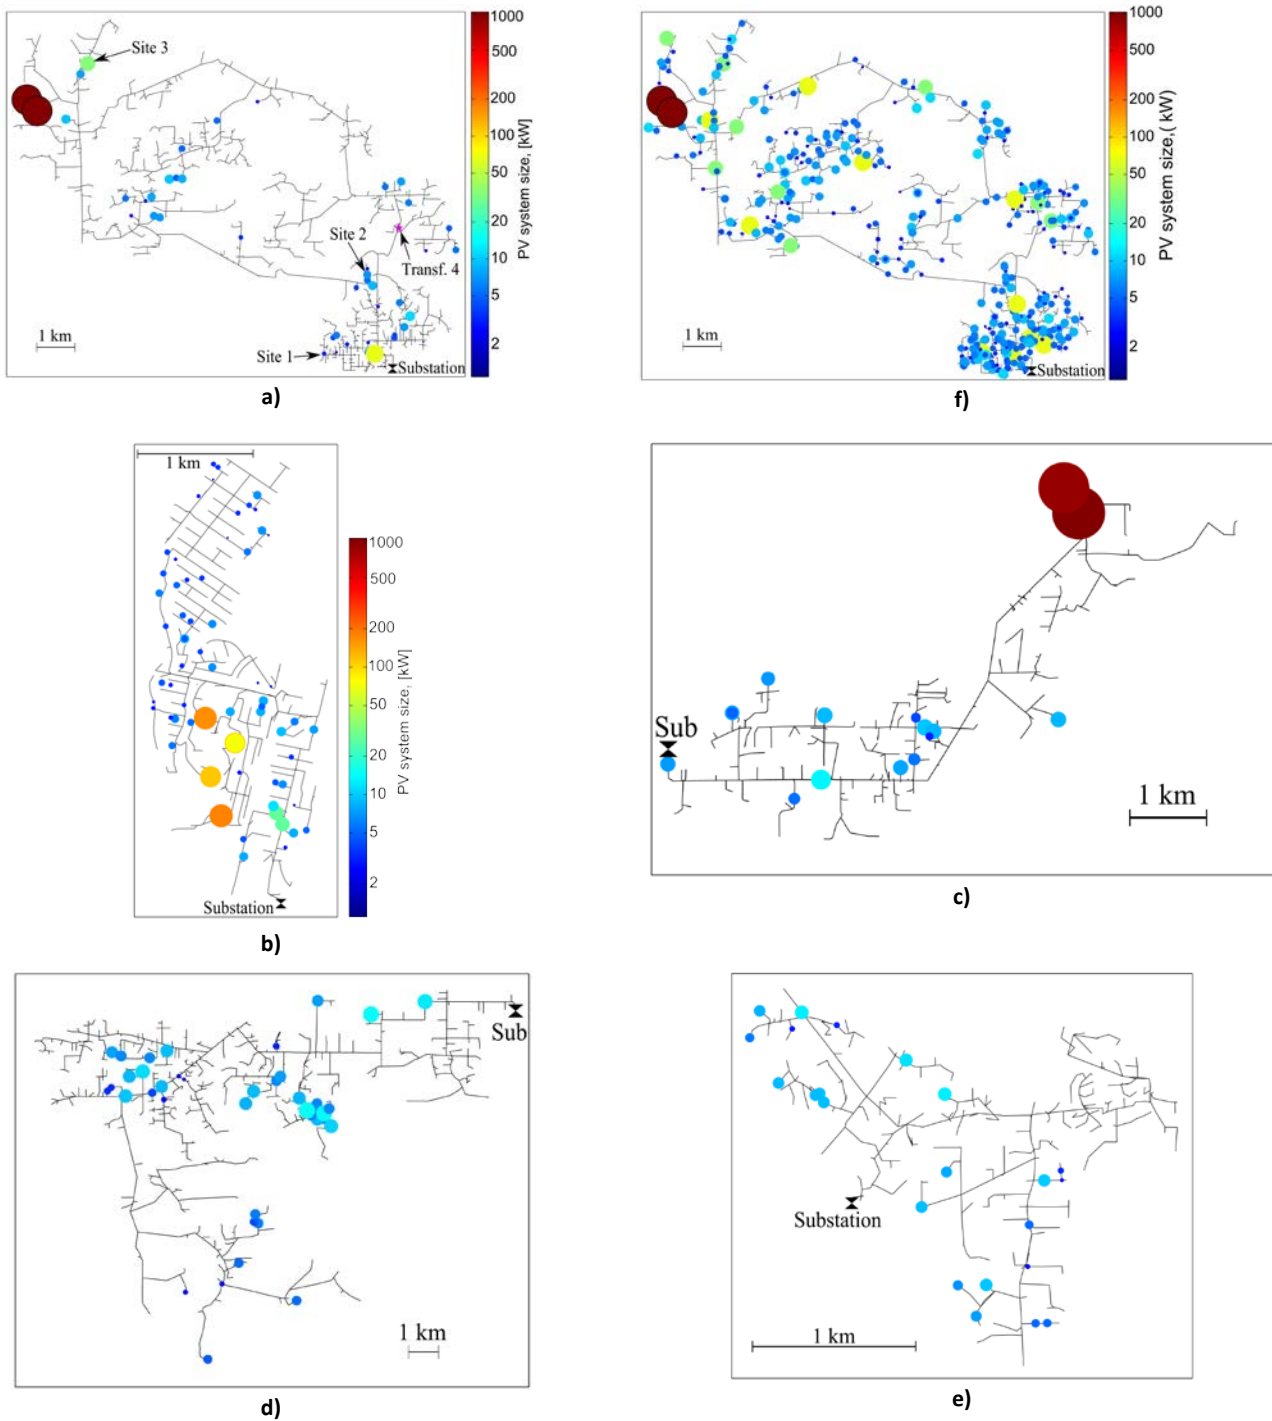 Site 3
Site 2
Transf. 4
1 km
Site 1
Substation
1000
500
200
100
50
20
10
5
2
PV system size, [kW]
a)
1 km
Substation
1000
500
200
100
50
20
10
5
2
PV system size,( kW)
f)
1 km
Substation
1000
500
200
100
50
20
10
5
2
PV system size, [kW]
b)
Sub
1 km
c)
Sub
1 km
d)
Substation
1 km
e)